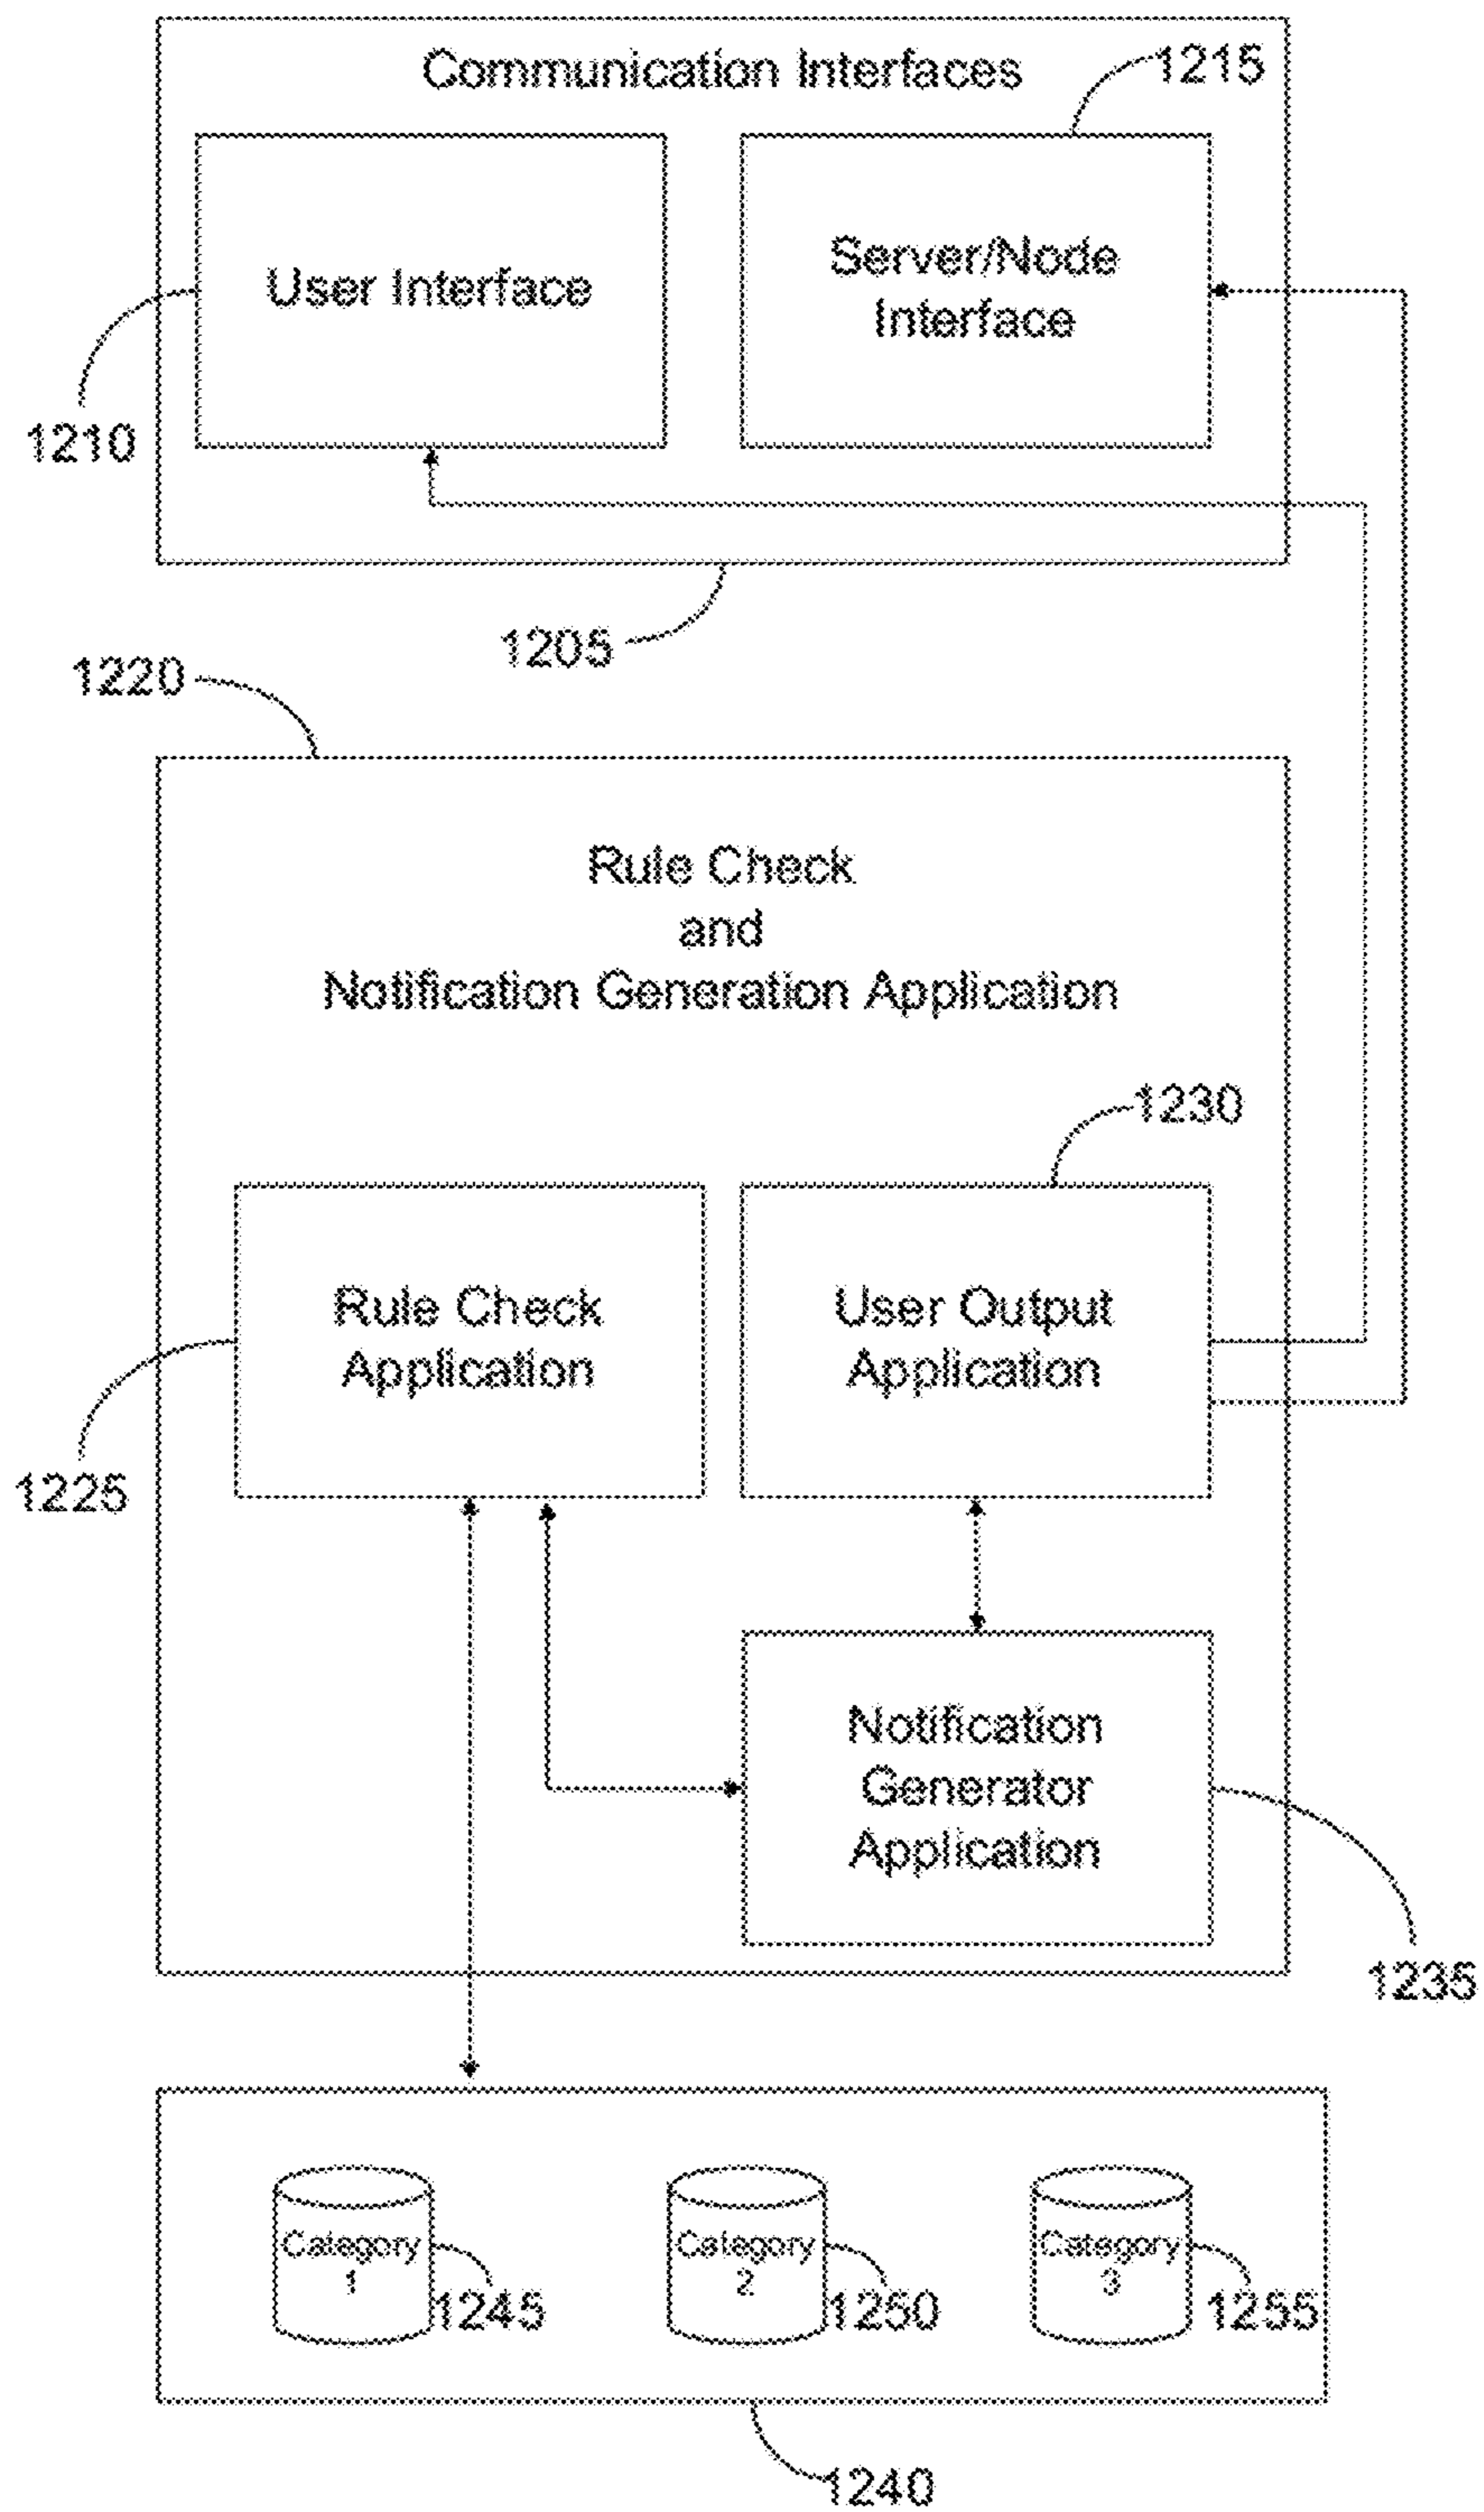 Communication Interfaces
1215
User Interface
Server/Node
Interface
1210
1205
1220
Rule Check
and
Notification Generation Application
1230
Rule Check
Application
User Output
Application
1225
Notification
Generator
Application
1235
Category
1
1245
Category
2
1250
Category
3
1255
1240